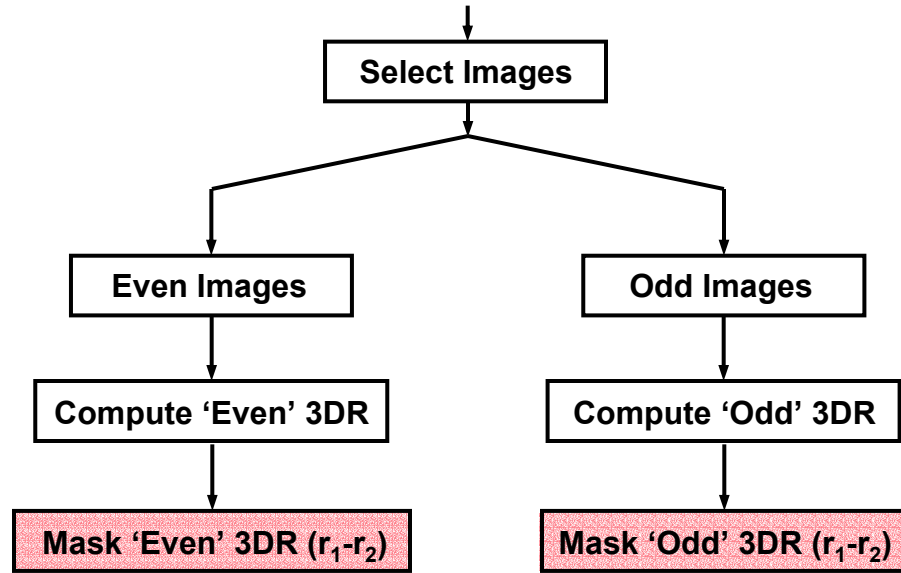 Select Images
Even Images
Odd Images
Compute ‘Even’ 3DR
Compute ‘Odd’ 3DR
Mask ‘Even’ 3DR (r₁-r₂)
Mask ‘Odd’ 3DR (r₁-r₂)